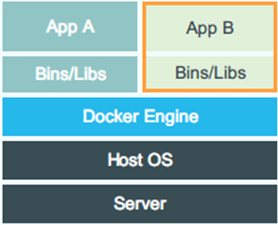 App A
App B
Bins/Libs
Bins/Libs
Docker Engine
Host OS
Server